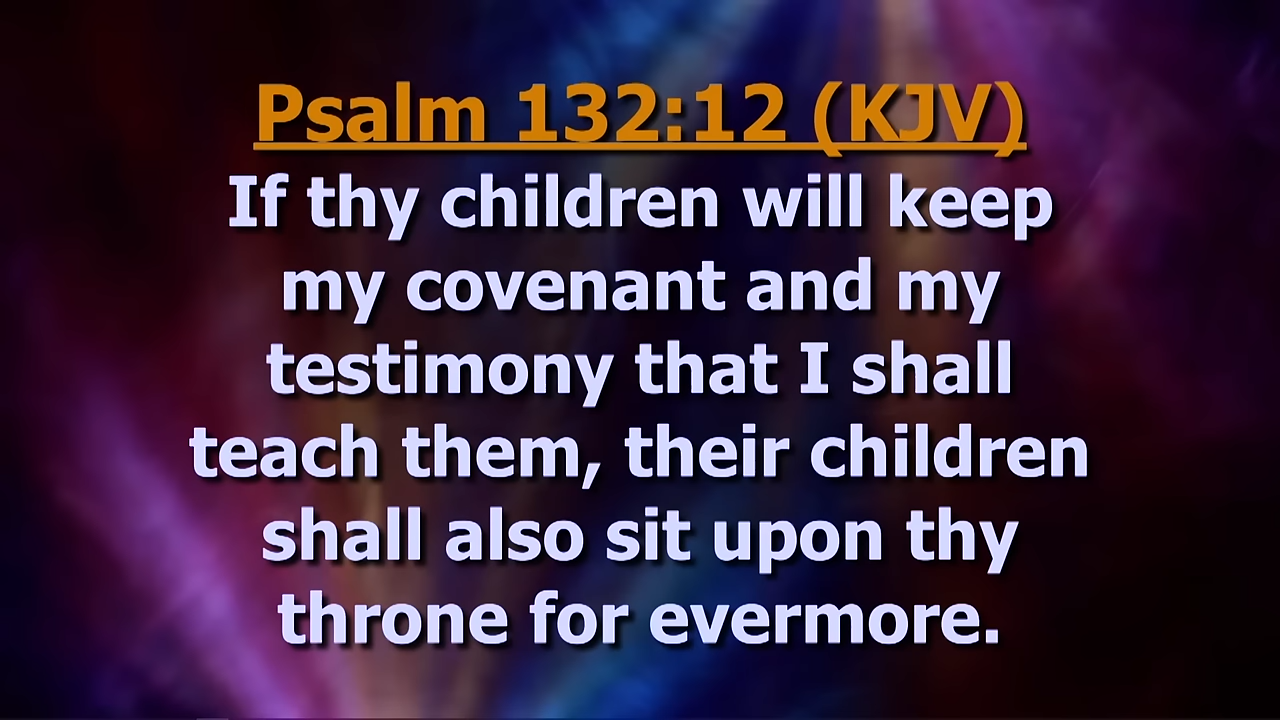 Psalm 132:12 (KJV)
If thy children will keep
my covenant and my
testimony that I shall
teach them, their children
shall also sit upon thy
throne for evermore.